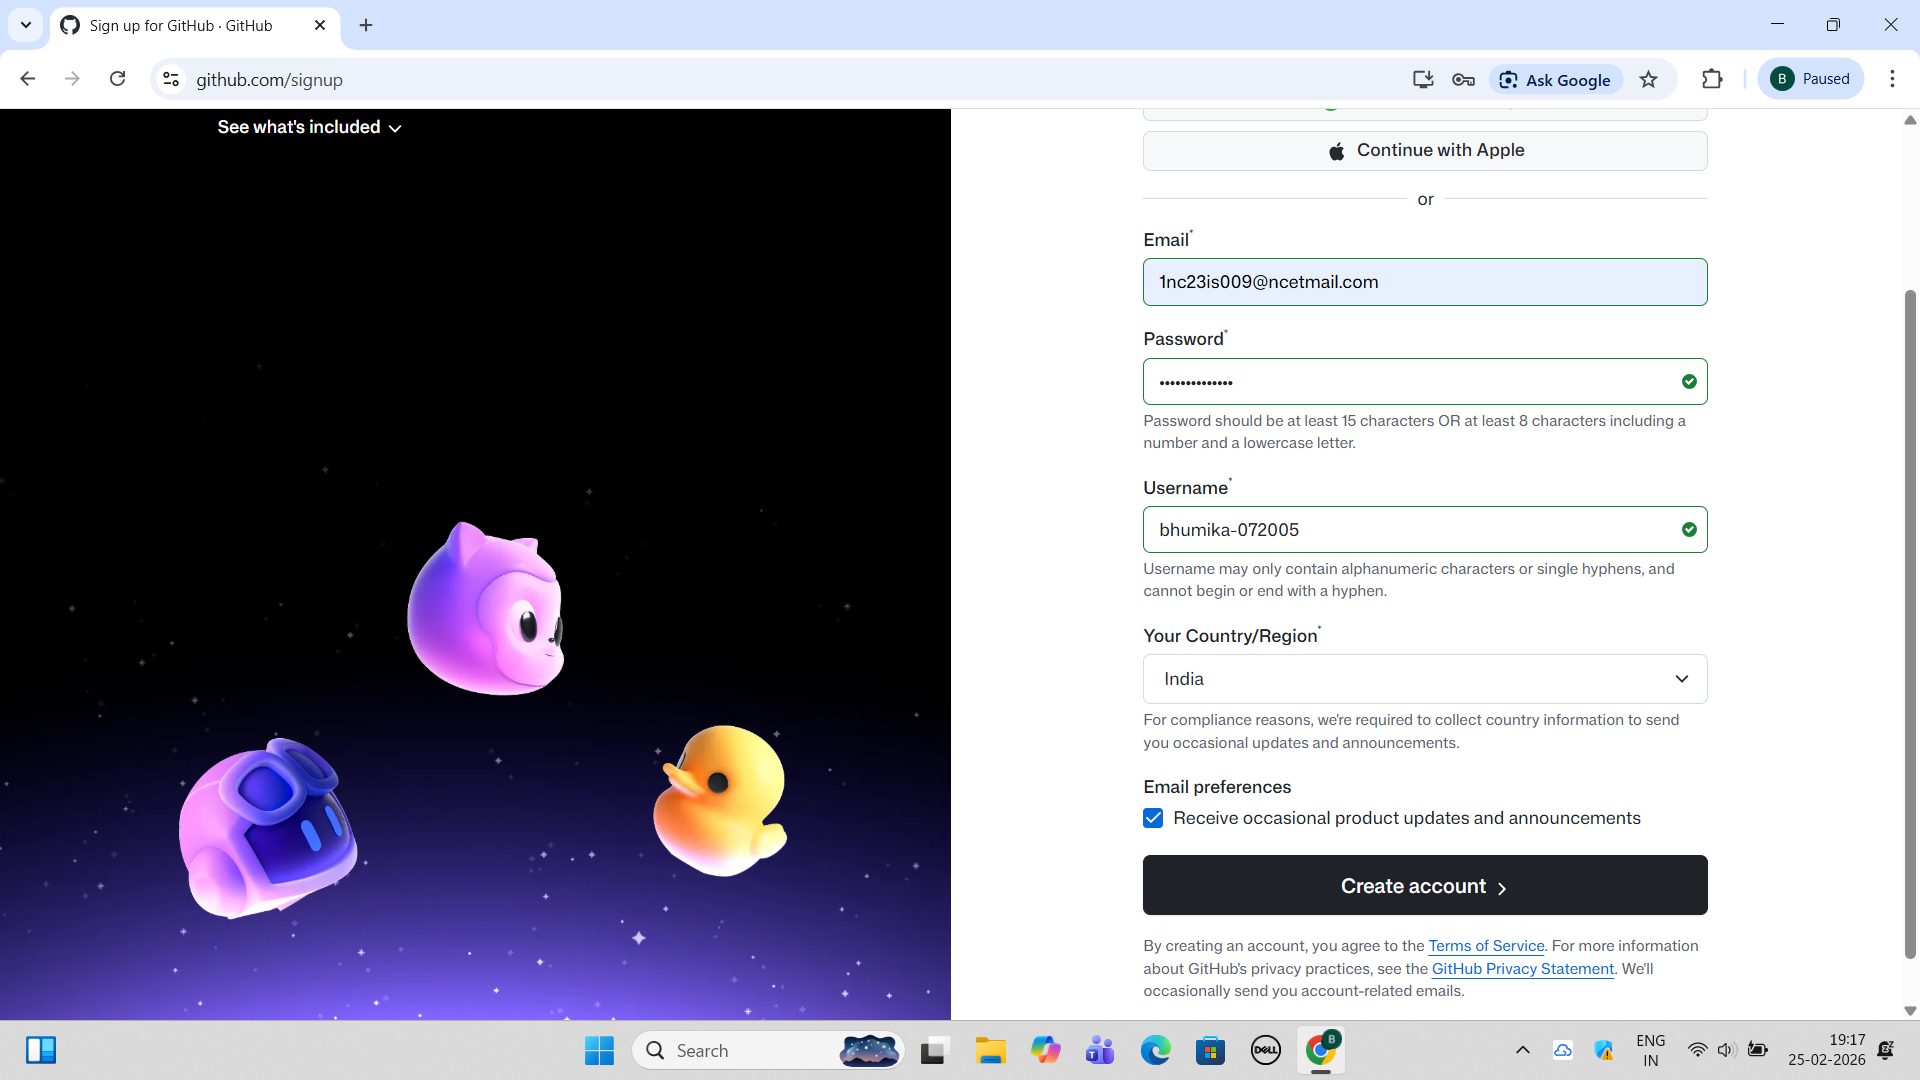 Sign up for GitHub · GitHub
github.com/signup
Ask Google
B
Paused
See what's included
Continue with Apple
or
Email*
1nc23is009@ncetmail.com
Password*
••••••••••••••
Password should be at least 15 characters OR at least 8 characters including a
number and a lowercase letter.
Username*
bhumika-072005
Username may only contain alphanumeric characters or single hyphens, and
cannot begin or end with a hyphen.
Your Country/Region*
India
For compliance reasons, we're required to collect country information to send
you occasional updates and announcements.
Email preferences
Receive occasional product updates and announcements
Create account
By creating an account, you agree to the Terms of Service. For more information
about GitHub's privacy practices, see the GitHub Privacy Statement. We'll
occasionally send you account-related emails.
Search
T
DELL
B
ENG
IN
19:17
25-02-2026